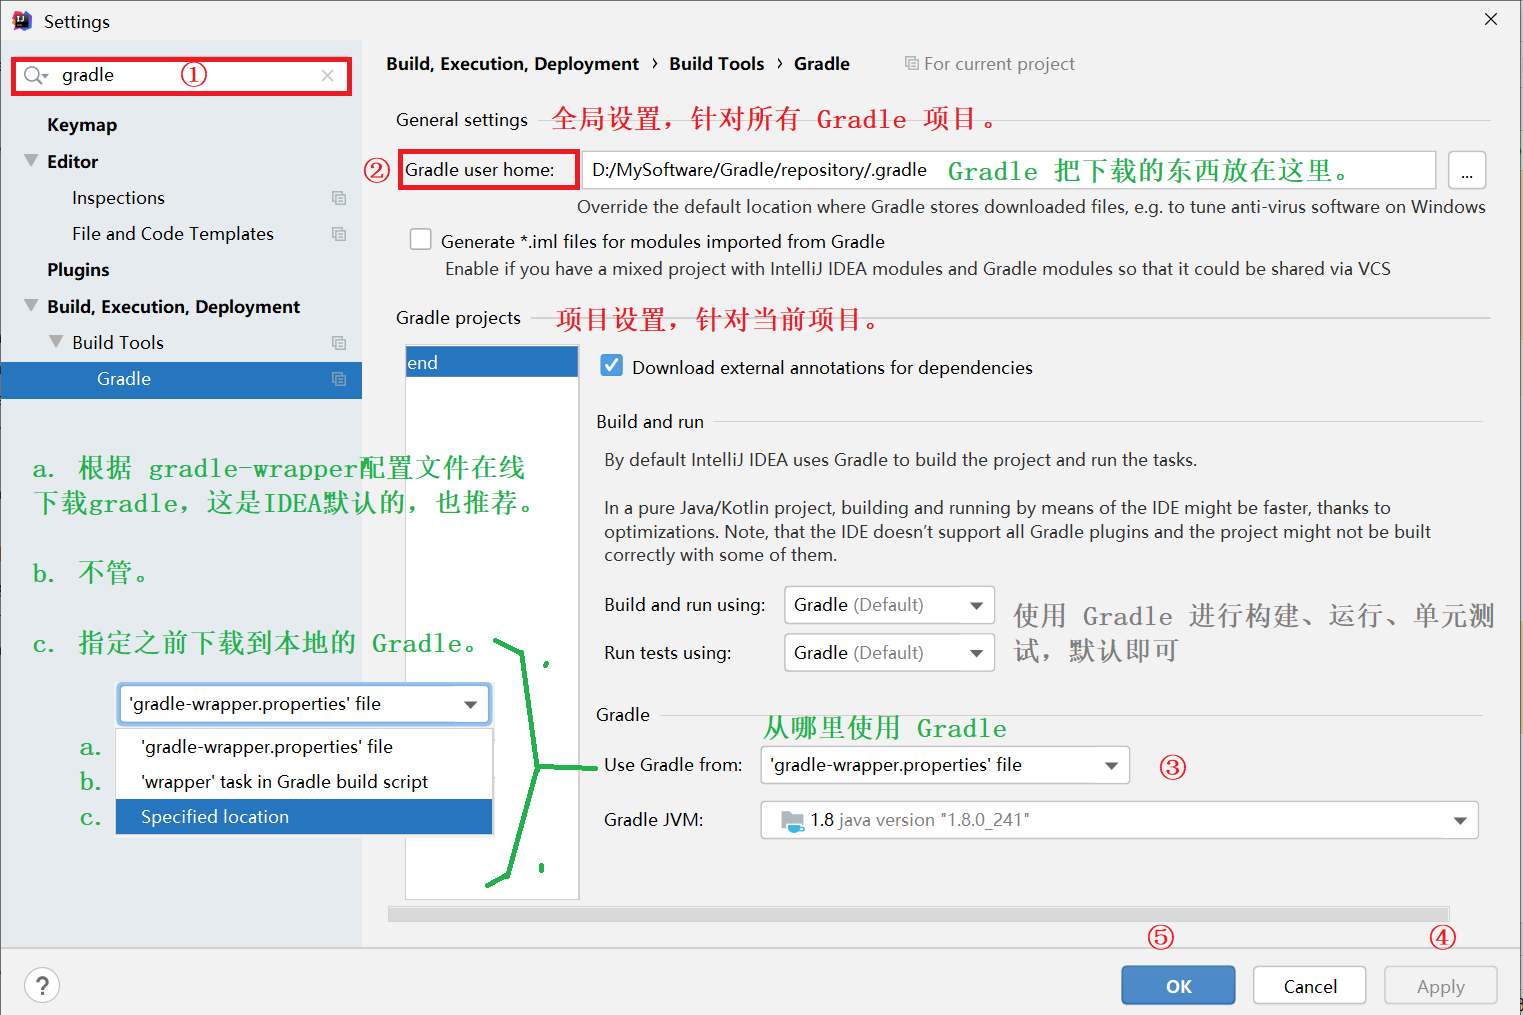 Settings
gradle ①
Keymap
Editor
Inspections
File and Code Templates
Plugins
Build, Execution, Deployment
Build Tools
Gradle
Build, Execution, Deployment › Build Tools › Gradle For current project
General settings 全局设置，针对所有 Gradle 项目。
② Gradle user home: D:/MySoftware/Gradle/repository/.gradle Gradle 把下载的东西放在这里。 ...
Override the default location where Gradle stores downloaded files, e.g. to tune anti-virus software on Windows
Generate *.iml files for modules imported from Gradle
Enable if you have a mixed project with IntelliJ IDEA modules and Gradle modules so that it could be shared via VCS
Gradle projects 项目设置，针对当前项目。
end
Download external annotations for dependencies
Build and run
By default IntelliJ IDEA uses Gradle to build the project and run the tasks.
In a pure Java/Kotlin project, building and running by means of the IDE might be faster, thanks to
optimizations. Note, that the IDE doesn't support all Gradle plugins and the project might not be built
correctly with some of them.
Build and run using: Gradle (Default)
Run tests using: Gradle (Default)
使用 Gradle 进行构建、运行、单元测
试，默认即可
Gradle
从哪里使用 Gradle
Use Gradle from: 'gradle-wrapper.properties' file ③
Gradle JVM: 1.8 java version "1.8.0_241"
a. 根据 gradle-wrapper配置文件在线
下载gradle，这是IDEA默认的，也推荐。
b. 不管。
c. 指定之前下载到本地的 Gradle。
'gradle-wrapper.properties' file
a. 'gradle-wrapper.properties' file
b. 'wrapper' task in Gradle build script
c. Specified location
⑤ ④
? OK Cancel Apply